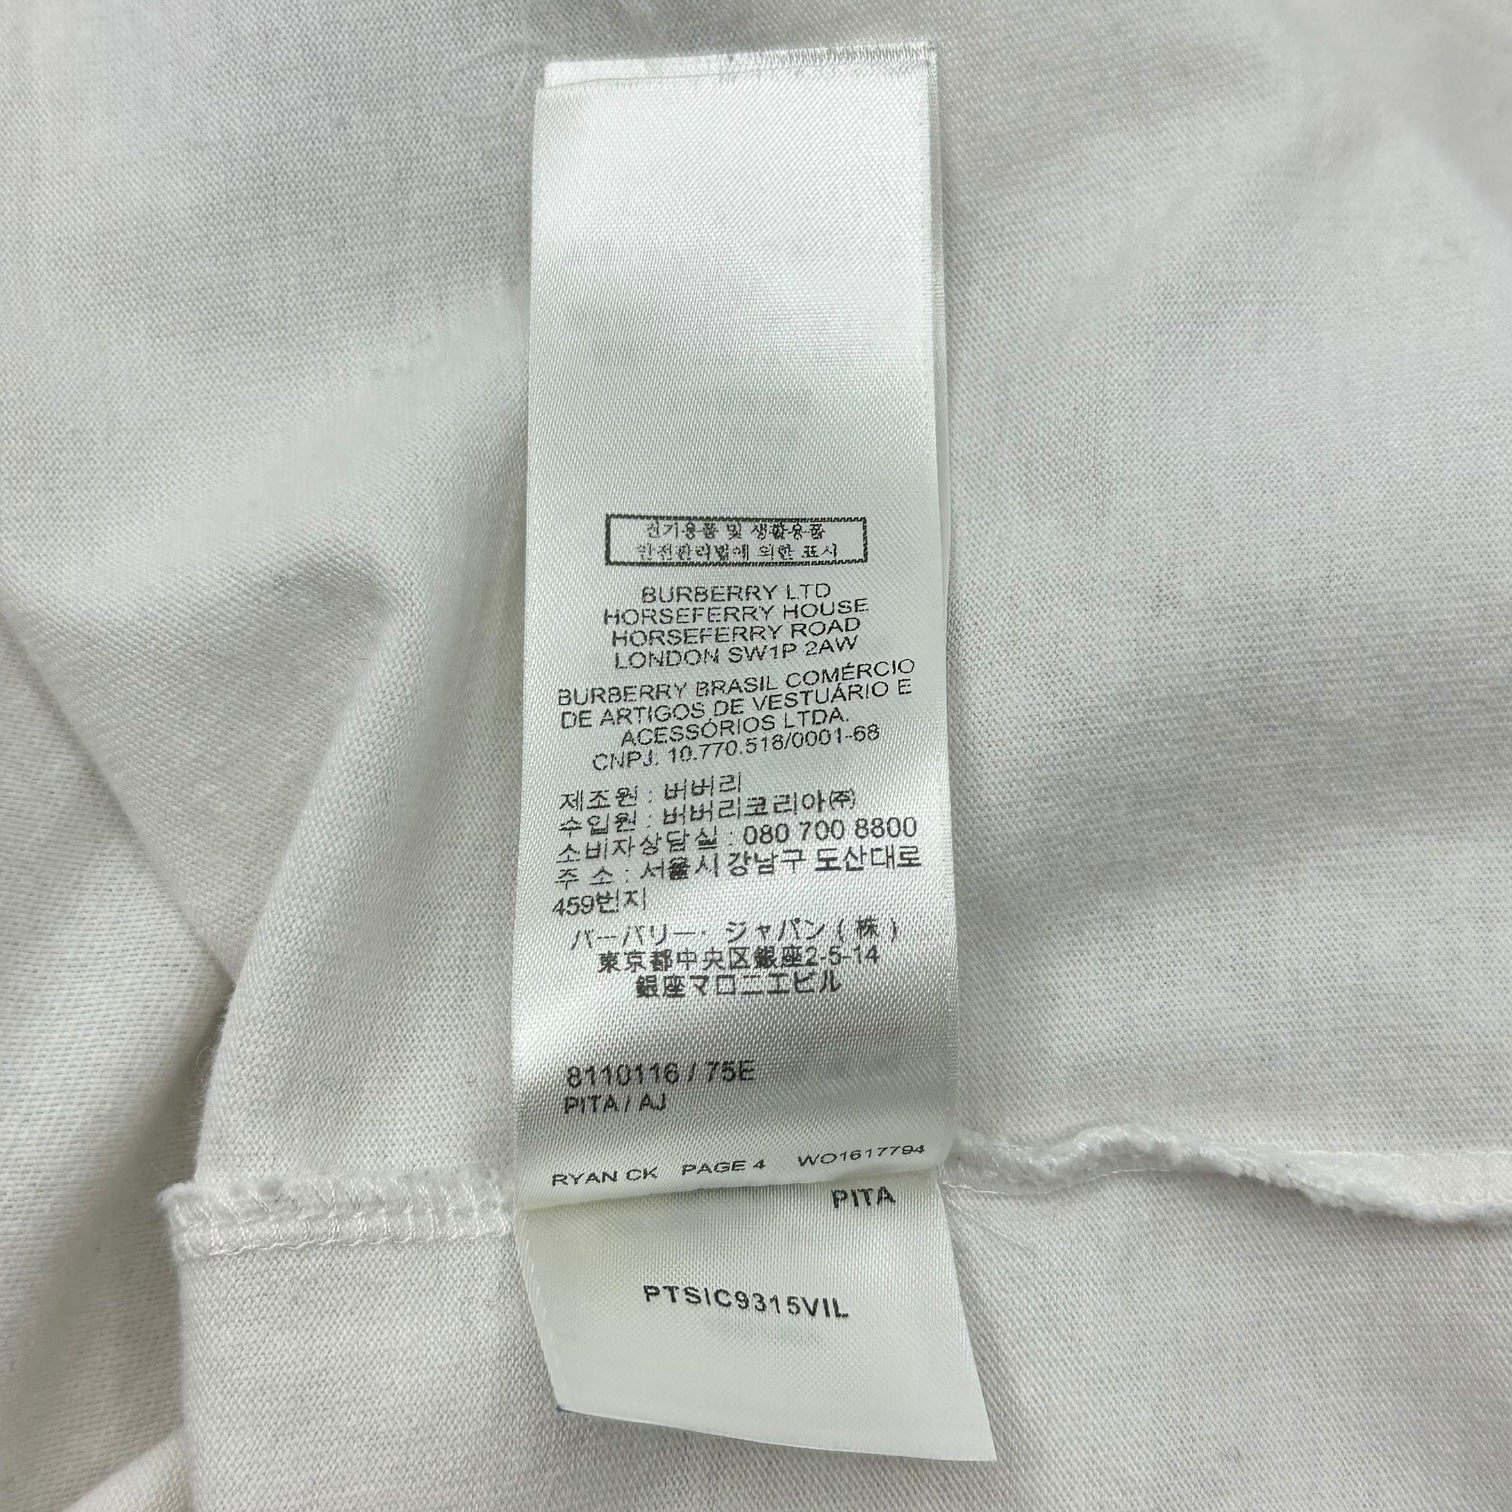 전기용품 및 생활용품
안전관리법에 의한 표시
BURBERRY LTD
HORSEFERRY HOUSE
HORSEFERRY ROAD
LONDON SW1P 2AW
BURBERRY BRASIL COMÉRCIO
DE ARTIGOS DE VESTUÁRIO E
ACESSÓRIOS LTDA.
CNPJ. 10.770.518/0001-68
제조원 : 버버리
수입원 : 버버리코리아㈜
소비자상담실 : 080 700 8800
주 소 : 서울시 강남구 도산대로
459번지
バーバリー・ジャパン(株)
東京都中央区銀座2-5-14
銀座マロニエビル
8110116 / 75E
PITA / AJ
RYAN CK PAGE 4 WO1617794
PITA
PTSIC9315VIL